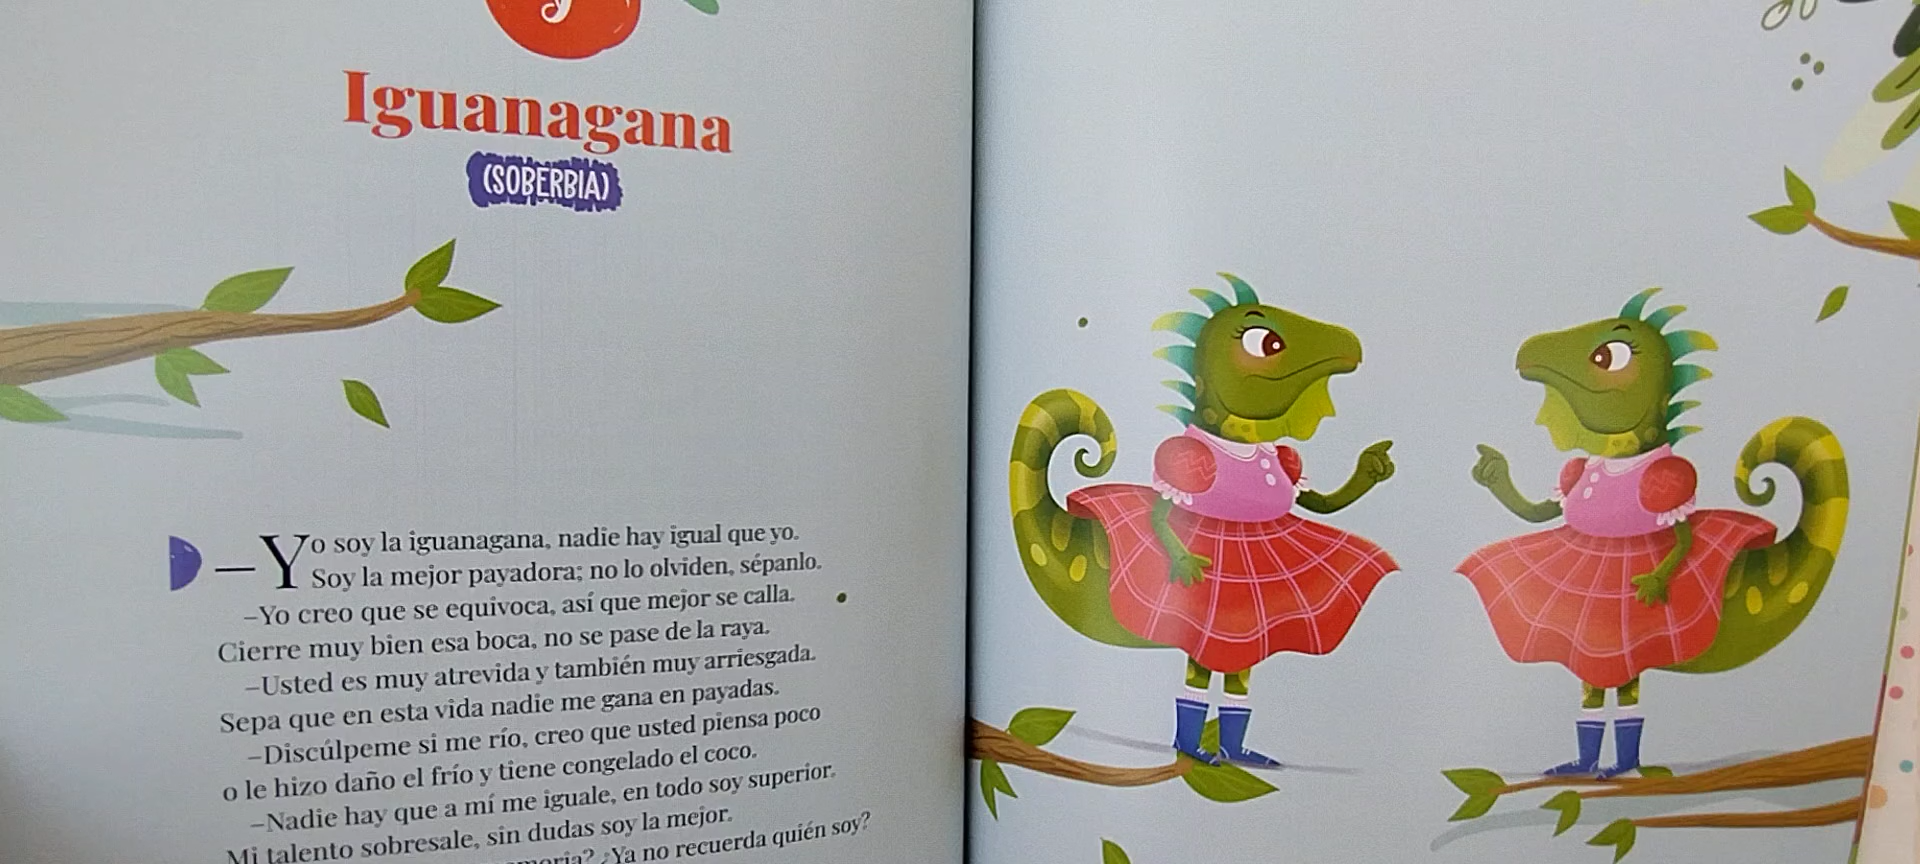 y
Iguanagana
(SOBERBIA)
—Yo soy la iguanagana, nadie hay igual que yo.
Soy la mejor payadora; no lo olviden, sépanlo.
–Yo creo que se equivoca, así que mejor se calla.
Cierre muy bien esa boca, no se pase de la raya.
–Usted es muy atrevida y también muy arriesgada.
Sepa que en esta vida nadie me gana en payadas.
–Discúlpeme si me río, creo que usted piensa poco
o le hizo daño el frío y tiene congelado el coco.
–Nadie hay que a mí me iguale, en todo soy superior.
Mi talento sobresale, sin dudas soy la mejor.
¿Ya no recuerda quién soy?